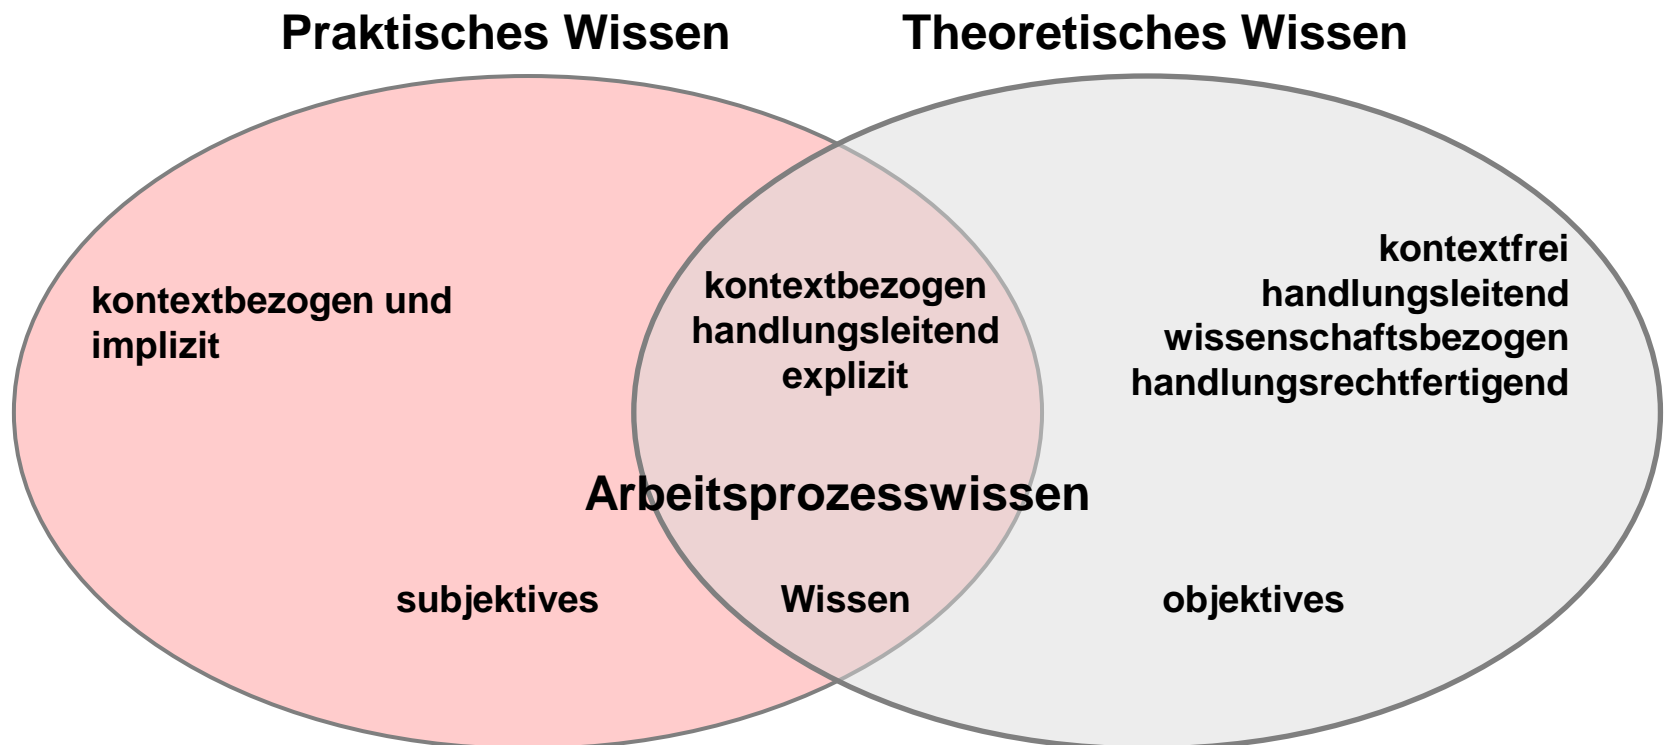 Praktisches Wissen
Theoretisches Wissen
kontextbezogen und
implizit
kontextbezogen
handlungsleitend
explizit
kontextfrei
handlungsleitend
wissenschaftsbezogen
handlungsrechtfertigend
Arbeitsprozesswissen
subjektives
Wissen
objektives